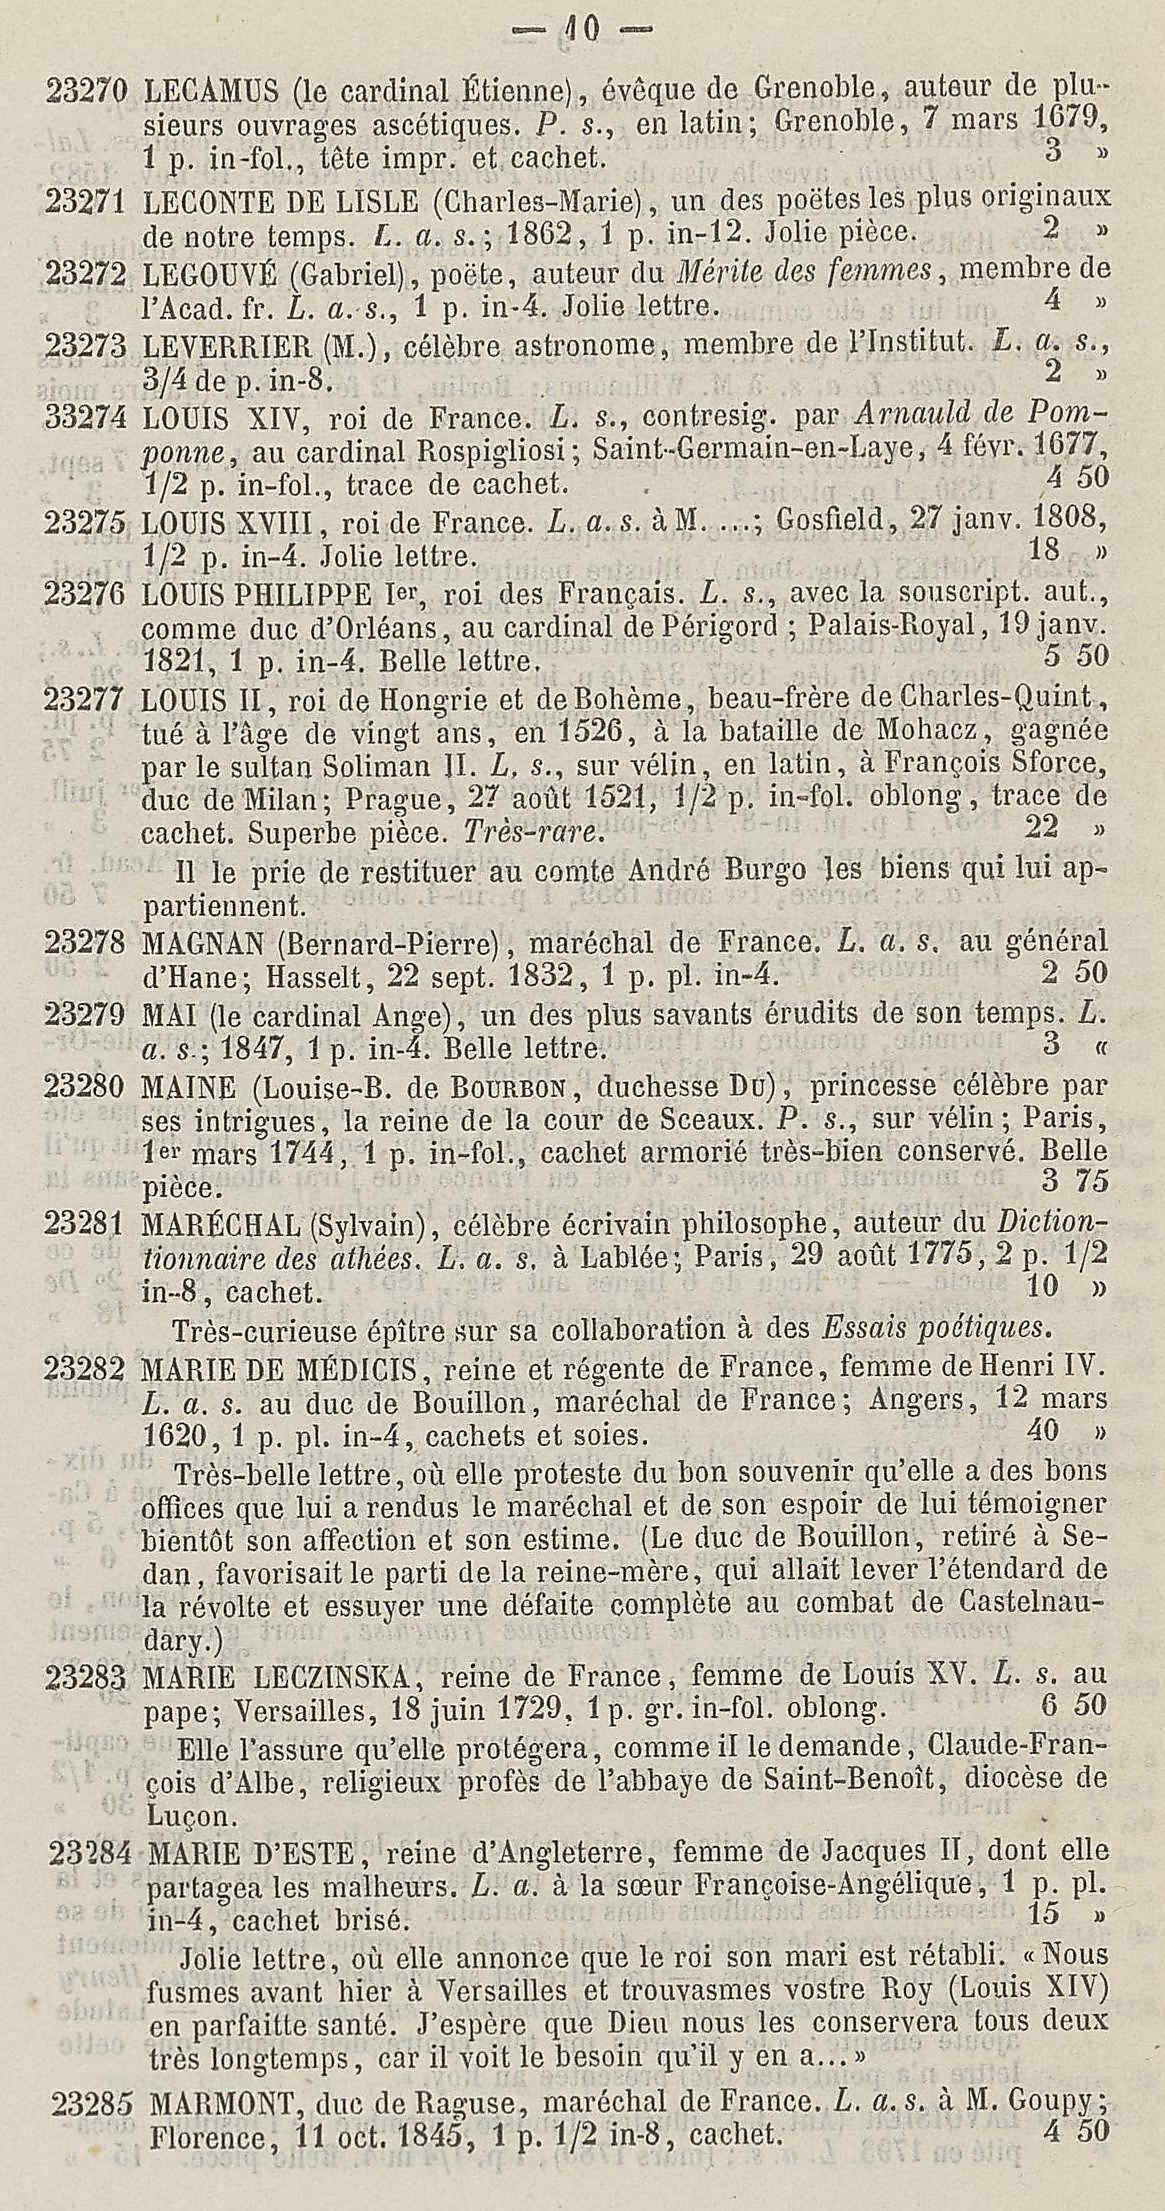 — 10 —
23270 LECAMUS (le cardinal Étienne), évêque de Grenoble, auteur de plu-
sieurs ouvrages ascétiques. P. s., en latin; Grenoble, 7 mars 1679,
1 p. in-fol., tête impr. et cachet. 3 »
23271 LECONTE DE LISLE (Charles-Marie), un des poëtes les plus originaux
de notre temps. L. a. s.; 1862, 1 p. in-12. Jolie pièce. 2 »
23272 LEGOUVÉ (Gabriel), poëte, auteur du Mérite des femmes, membre de
l'Acad. fr. L. a. s., 1 p. in-4. Jolie lettre. 4 »
23273 LEVERRIER (M.), célèbre astronome, membre de l'Institut. L. a. s.,
3/4 de p. in-8. 2 »
33274 LOUIS XIV, roi de France. L. s., contresig. par Arnauld de Pom-
ponne, au cardinal Rospigliosi; Saint-Germain-en-Laye, 4 févr. 1677,
1/2 p. in-fol., trace de cachet. 4 50
23275 LOUIS XVIII, roi de France. L. a. s. à M. ...; Gosfield, 27 janv. 1808,
1/2 p. in-4. Jolie lettre. 18 »
23276 LOUIS PHILIPPE Ier, roi des Français. L. s., avec la souscript. aut.,
comme duc d'Orléans, au cardinal de Périgord; Palais-Royal, 19 janv.
1821, 1 p. in-4. Belle lettre. 5 50
23277 LOUIS II, roi de Hongrie et de Bohème, beau-frère de Charles-Quint,
tué à l'âge de vingt ans, en 1526, à la bataille de Mohacz, gagnée
par le sultan Soliman II. L. s., sur vélin, en latin, à François Sforce,
duc de Milan; Prague, 27 août 1521, 1/2 p. in-fol. oblong, trace de
cachet. Superbe pièce. Très-rare. 22 »
Il le prie de restituer au comte André Burgo les biens qui lui ap-
partiennent.
23278 MAGNAN (Bernard-Pierre), maréchal de France. L. a. s. au général
d'Hane; Hasselt, 22 sept. 1832, 1 p. pl. in-4. 2 50
23279 MAI (le cardinal Ange), un des plus savants érudits de son temps. L.
a. s.; 1847, 1 p. in-4. Belle lettre. 3 «
23280 MAINE (Louise-B. de BOURBON, duchesse DU), princesse célèbre par
ses intrigues, la reine de la cour de Sceaux. P. s., sur vélin; Paris,
1er mars 1744, 1 p. in-fol., cachet armorié très-bien conservé. Belle
pièce. 3 75
23281 MARÉCHAL (Sylvain), célèbre écrivain philosophe, auteur du Diction-
tionnaire des athées. L. a. s. à Lablée; Paris, 29 août 1775, 2 p. 1/2
in-8, cachet. 10 »
Très-curieuse épître sur sa collaboration à des Essais poétiques.
23282 MARIE DE MÉDICIS, reine et régente de France, femme de Henri IV.
L. a. s. au duc de Bouillon, maréchal de France; Angers, 12 mars
1620, 1 p. pl. in-4, cachets et soies. 40 »
Très-belle lettre, où elle proteste du bon souvenir qu'elle a des bons
offices que lui a rendus le maréchal et de son espoir de lui témoigner
bientôt son affection et son estime. (Le duc de Bouillon, retiré à Se-
dan, favorisait le parti de la reine-mère, qui allait lever l'étendard de
la révolte et essuyer une défaite complète au combat de Castelnau-
dary.)
23283 MARIE LECZINSKA, reine de France, femme de Louis XV. L. s. au
pape; Versailles, 18 juin 1729, 1 p. gr. in-fol. oblong. 6 50
Elle l'assure qu'elle protégera, comme il le demande, Claude-Fran-
çois d'Albe, religieux profès de l'abbaye de Saint-Benoît, diocèse de
Luçon.
23284 MARIE D'ESTE, reine d'Angleterre, femme de Jacques II, dont elle
partagea les malheurs. L. a. à la sœur Françoise-Angélique, 1 p. pl.
in-4, cachet brisé. 15 »
Jolie lettre, où elle annonce que le roi son mari est rétabli. « Nous
fusmes avant hier à Versailles et trouvasmes vostre Roy (Louis XIV)
en parfaitte santé. J'espère que Dieu nous les conservera tous deux
très longtemps, car il voit le besoin qu'il y en a... »
23285 MARMONT, duc de Raguse, maréchal de France. L. a. s. à M. Goupy;
Florence, 11 oct. 1845, 1 p. 1/2 in-8, cachet. 4 50